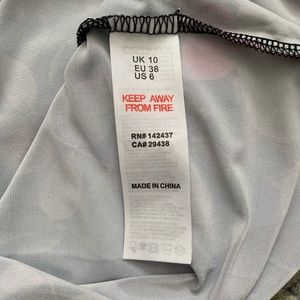 UK 10
EU 38
US 6
KEEP AWAY
FROM FIRE
RN# 142437
CA# 29438
MADE IN CHINA